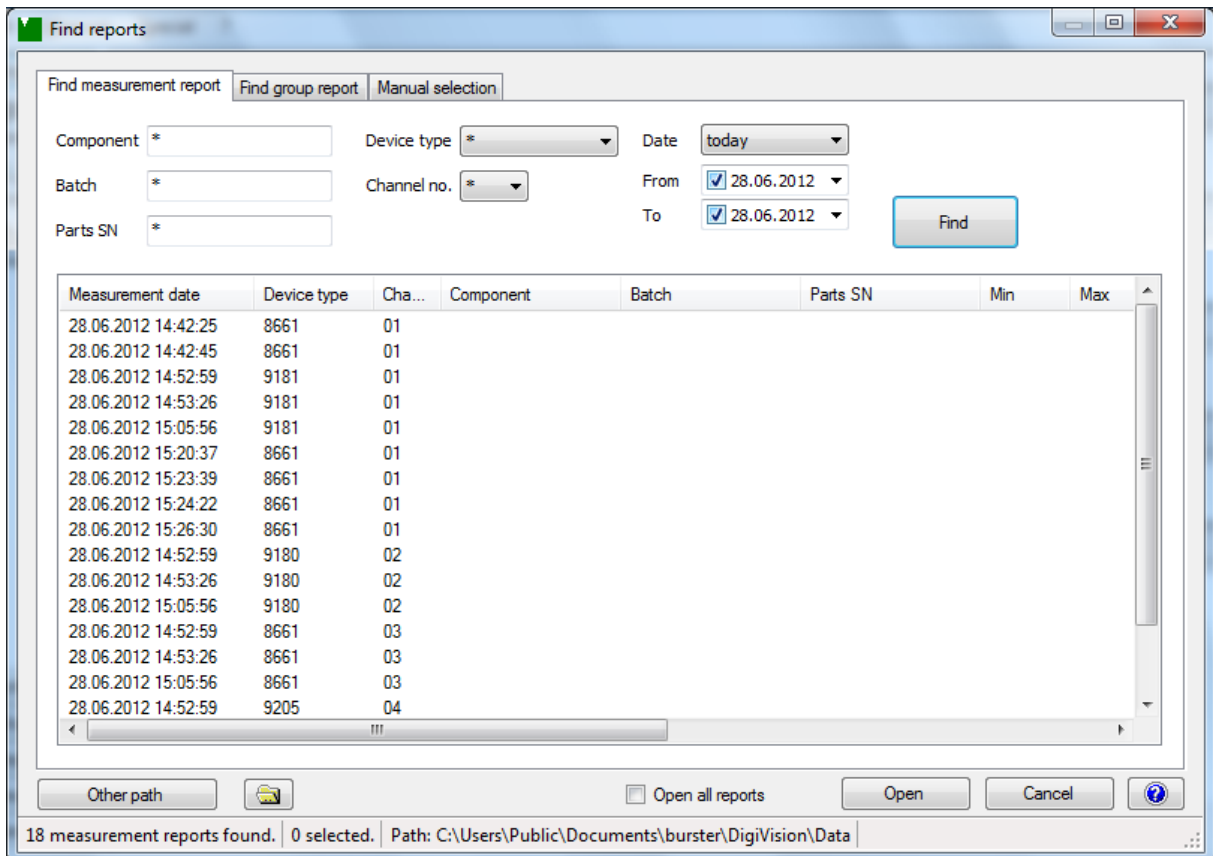 Find reports
Find measurement report Find group report Manual selection
Component * Device type * Date today
Batch * Channel no. * From 28.06.2012
Parts SN * To 28.06.2012 Find
Measurement date Device type Cha... Component Batch Parts SN Min Max
28.06.2012 14:42:25 8661 01
28.06.2012 14:42:45 8661 01
28.06.2012 14:52:59 9181 01
28.06.2012 14:53:26 9181 01
28.06.2012 15:05:56 9181 01
28.06.2012 15:20:37 8661 01
28.06.2012 15:23:39 8661 01
28.06.2012 15:24:22 8661 01
28.06.2012 15:26:30 8661 01
28.06.2012 14:52:59 9180 02
28.06.2012 14:53:26 9180 02
28.06.2012 15:05:56 9180 02
28.06.2012 14:52:59 8661 03
28.06.2012 14:53:26 8661 03
28.06.2012 15:05:56 8661 03
28.06.2012 14:52:59 9205 04
Other path Open all reports Open Cancel
18 measurement reports found. 0 selected. Path: C:\Users\Public\Documents\burster\DigiVision\Data